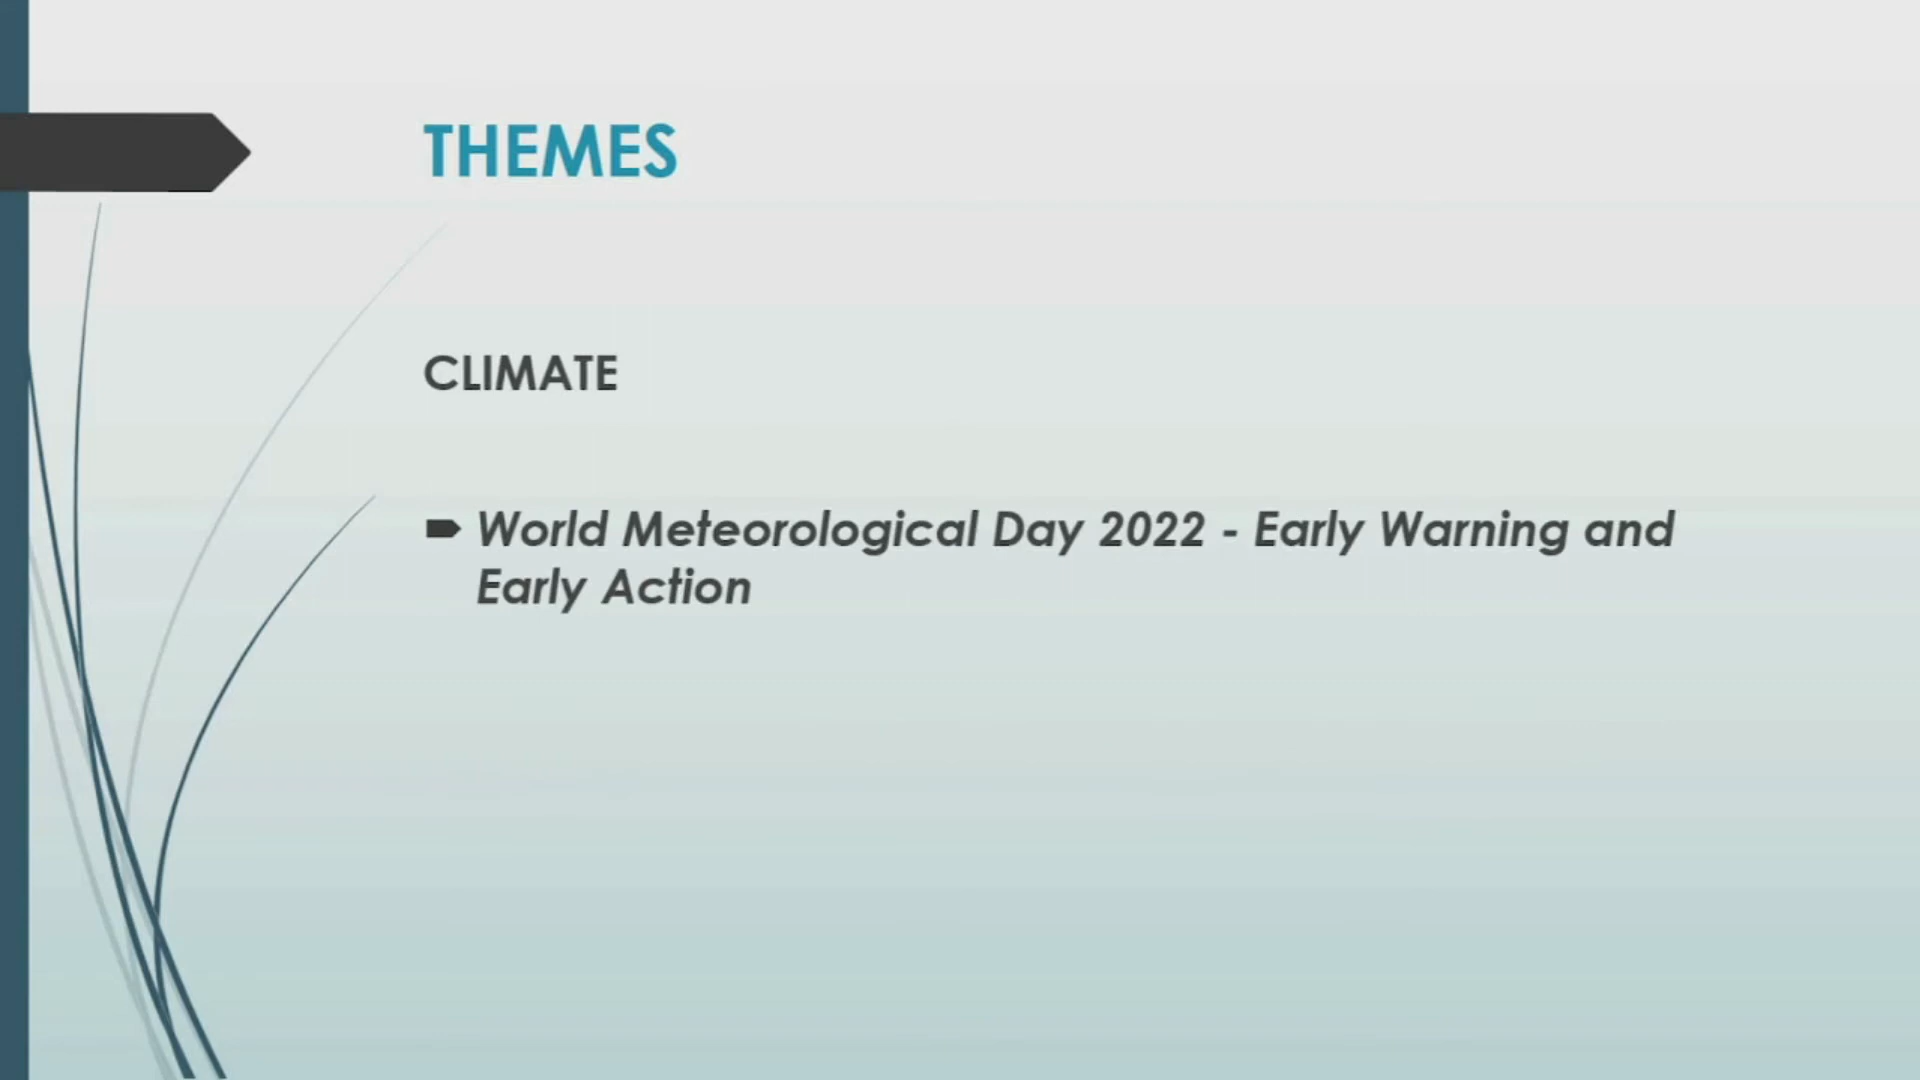 THEMES
CLIMATE
World Meteorological Day 2022 - Early Warning and
Early Action